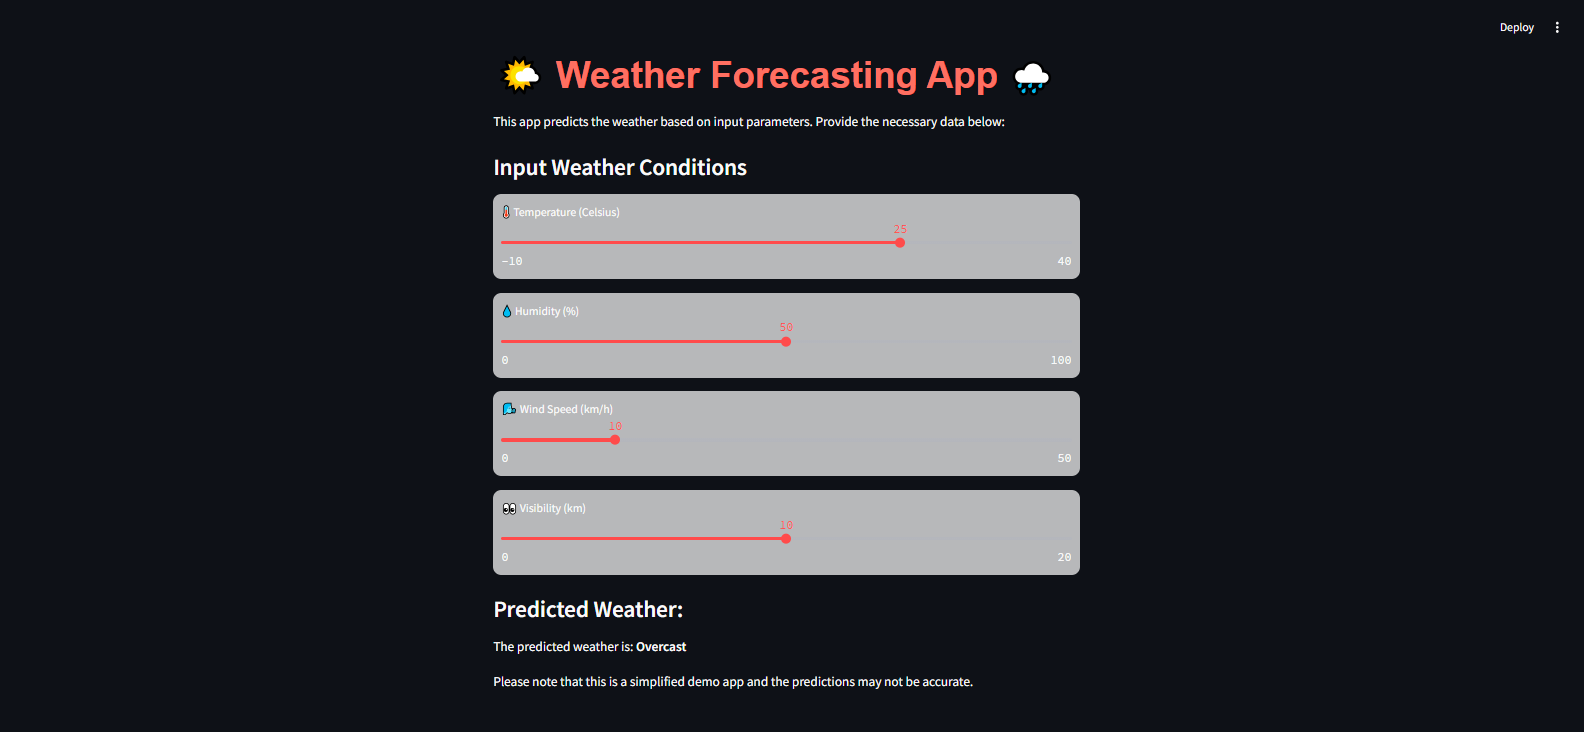 Deploy
Weather Forecasting App
This app predicts the weather based on input parameters. Provide the necessary data below:
Input Weather Conditions
Temperature (Celsius)
25
−10 40
Humidity (%)
50
0 100
Wind Speed (km/h)
10
0 50
Visibility (km)
10
0 20
Predicted Weather:
The predicted weather is: Overcast
Please note that this is a simplified demo app and the predictions may not be accurate.